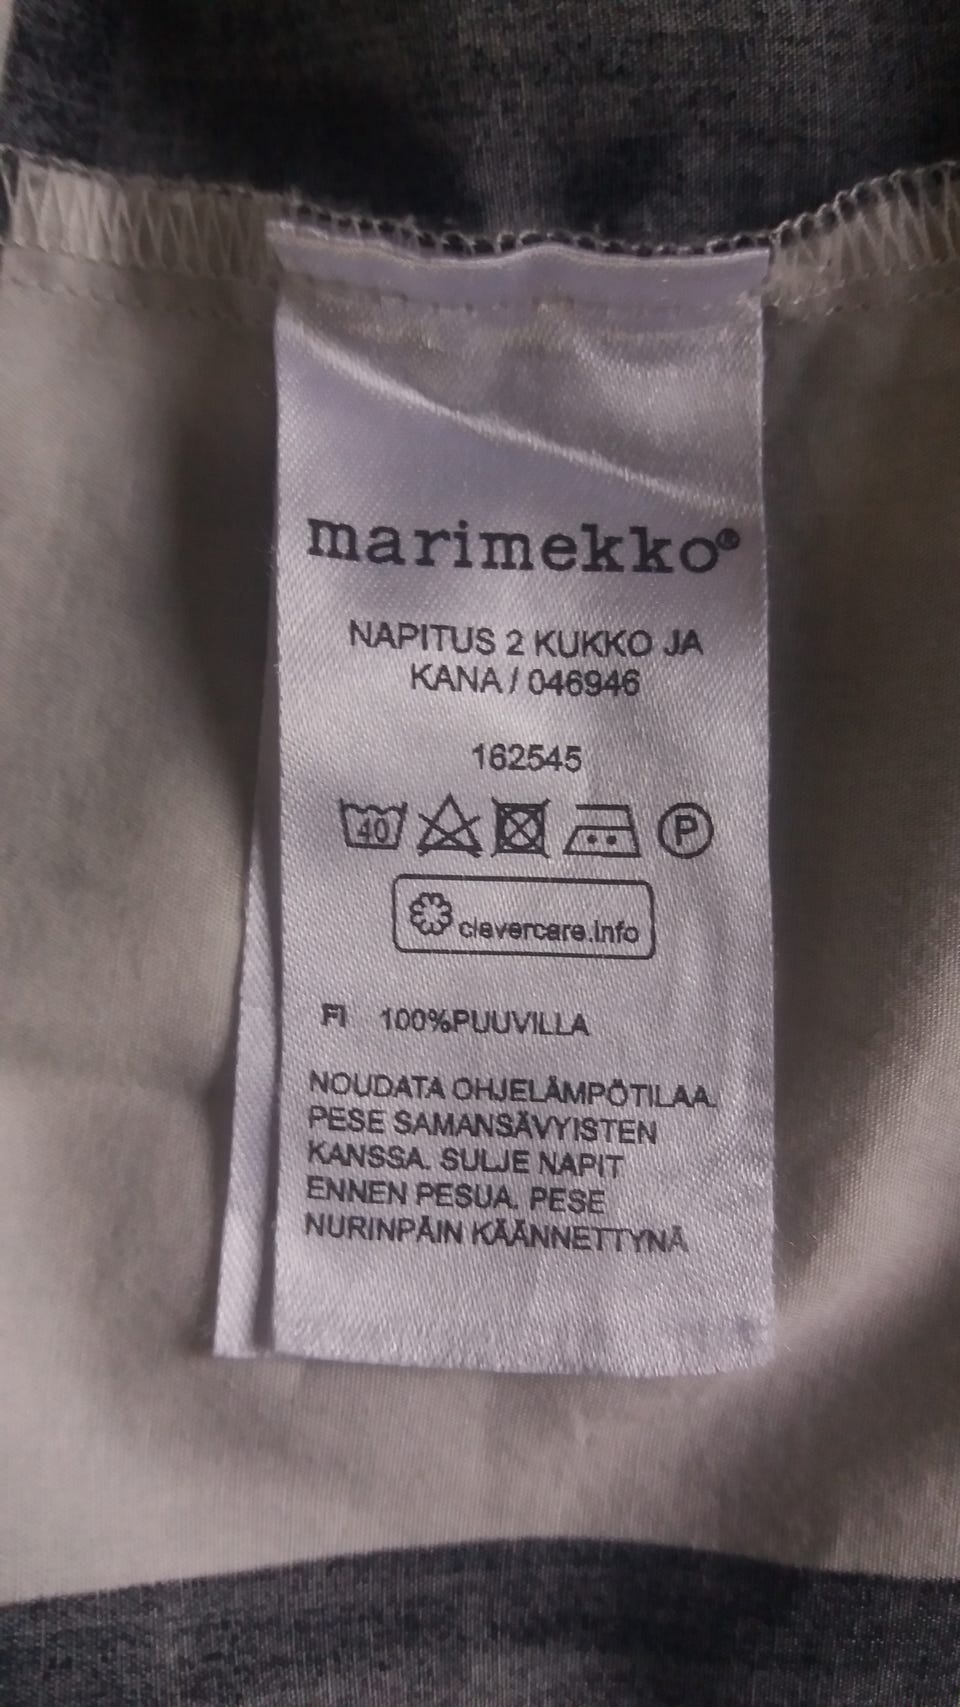 marimekko®
NAPITUS 2 KUKKO JA
KANA / 046946
162545
40 P
clevercare.info
FI 100%PUUVILLA
NOUDATA OHJELÄMPÖTILAA.
PESE SAMANSÄVYISTEN
KANSSA. SULJE NAPIT
ENNEN PESUA. PESE
NURINPÄIN KÄÄNNETTYNÄ